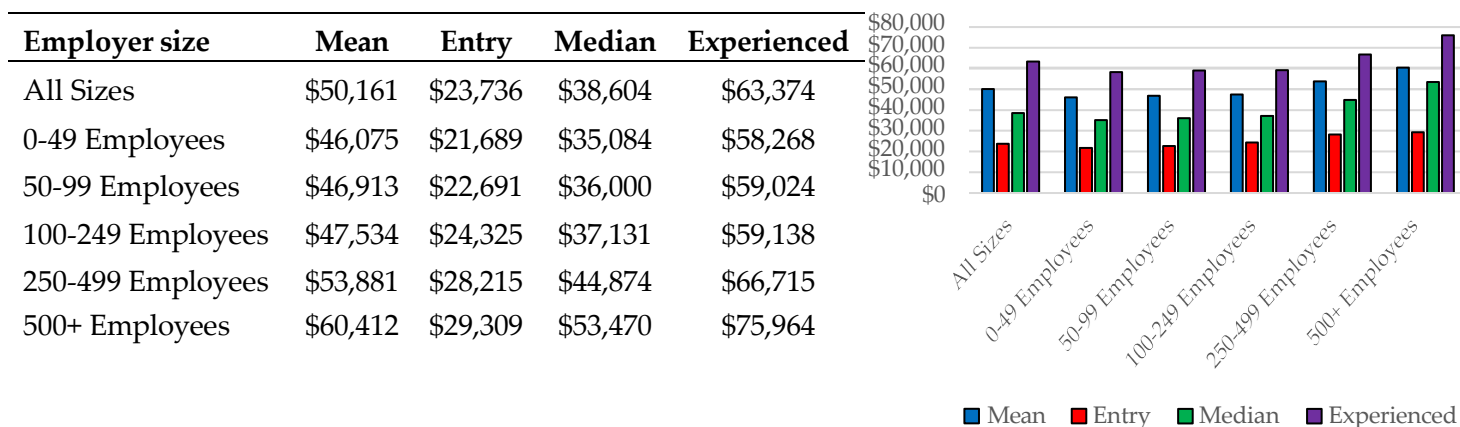 Employer size Mean Entry Median Experienced
All Sizes $50,161 $23,736 $38,604 $63,374
0-49 Employees $46,075 $21,689 $35,084 $58,268
50-99 Employees $46,913 $22,691 $36,000 $59,024
100-249 Employees $47,534 $24,325 $37,131 $59,138
250-499 Employees $53,881 $28,215 $44,874 $66,715
500+ Employees $60,412 $29,309 $53,470 $75,964
$80,000
$70,000
$60,000
$50,000
$40,000
$30,000
$20,000
$10,000
$0
All Sizes
0-49 Employees
50-99 Employees
100-249 Employees
250-499 Employees
500+ Employees
Mean Entry Median Experienced